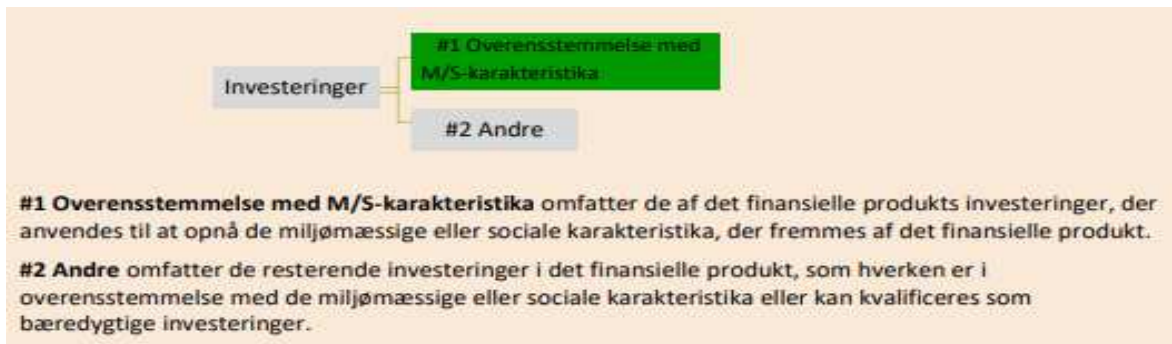 #1 Overensstemmelse med
M/S-karakteristika
Investeringer
#2 Andre
#1 Overensstemmelse med M/S-karakteristika omfatter de af det finansielle produkts investeringer, der
anvendes til at opnå de miljømæssige eller sociale karakteristika, der fremmes af det finansielle produkt.
#2 Andre omfatter de resterende investeringer i det finansielle produkt, som hverken er i
overensstemmelse med de miljømæssige eller sociale karakteristika eller kan kvalificeres som
bæredygtige investeringer.